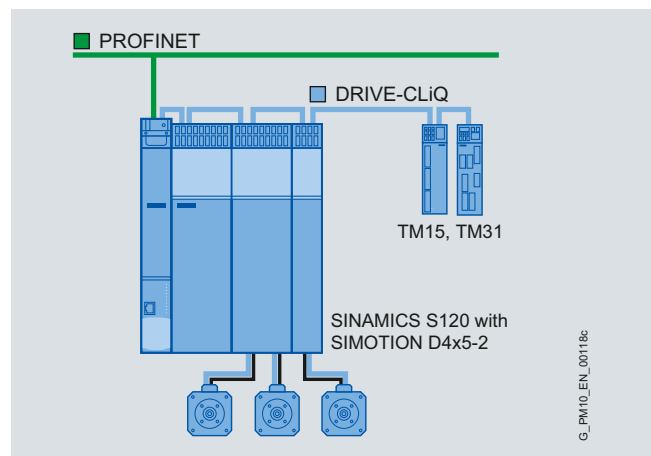 PROFINET
DRIVE-CLiQ
TM15, TM31
SINAMICS S120 with
SIMOTION D4x5-2
G_PM10_EN_00118c